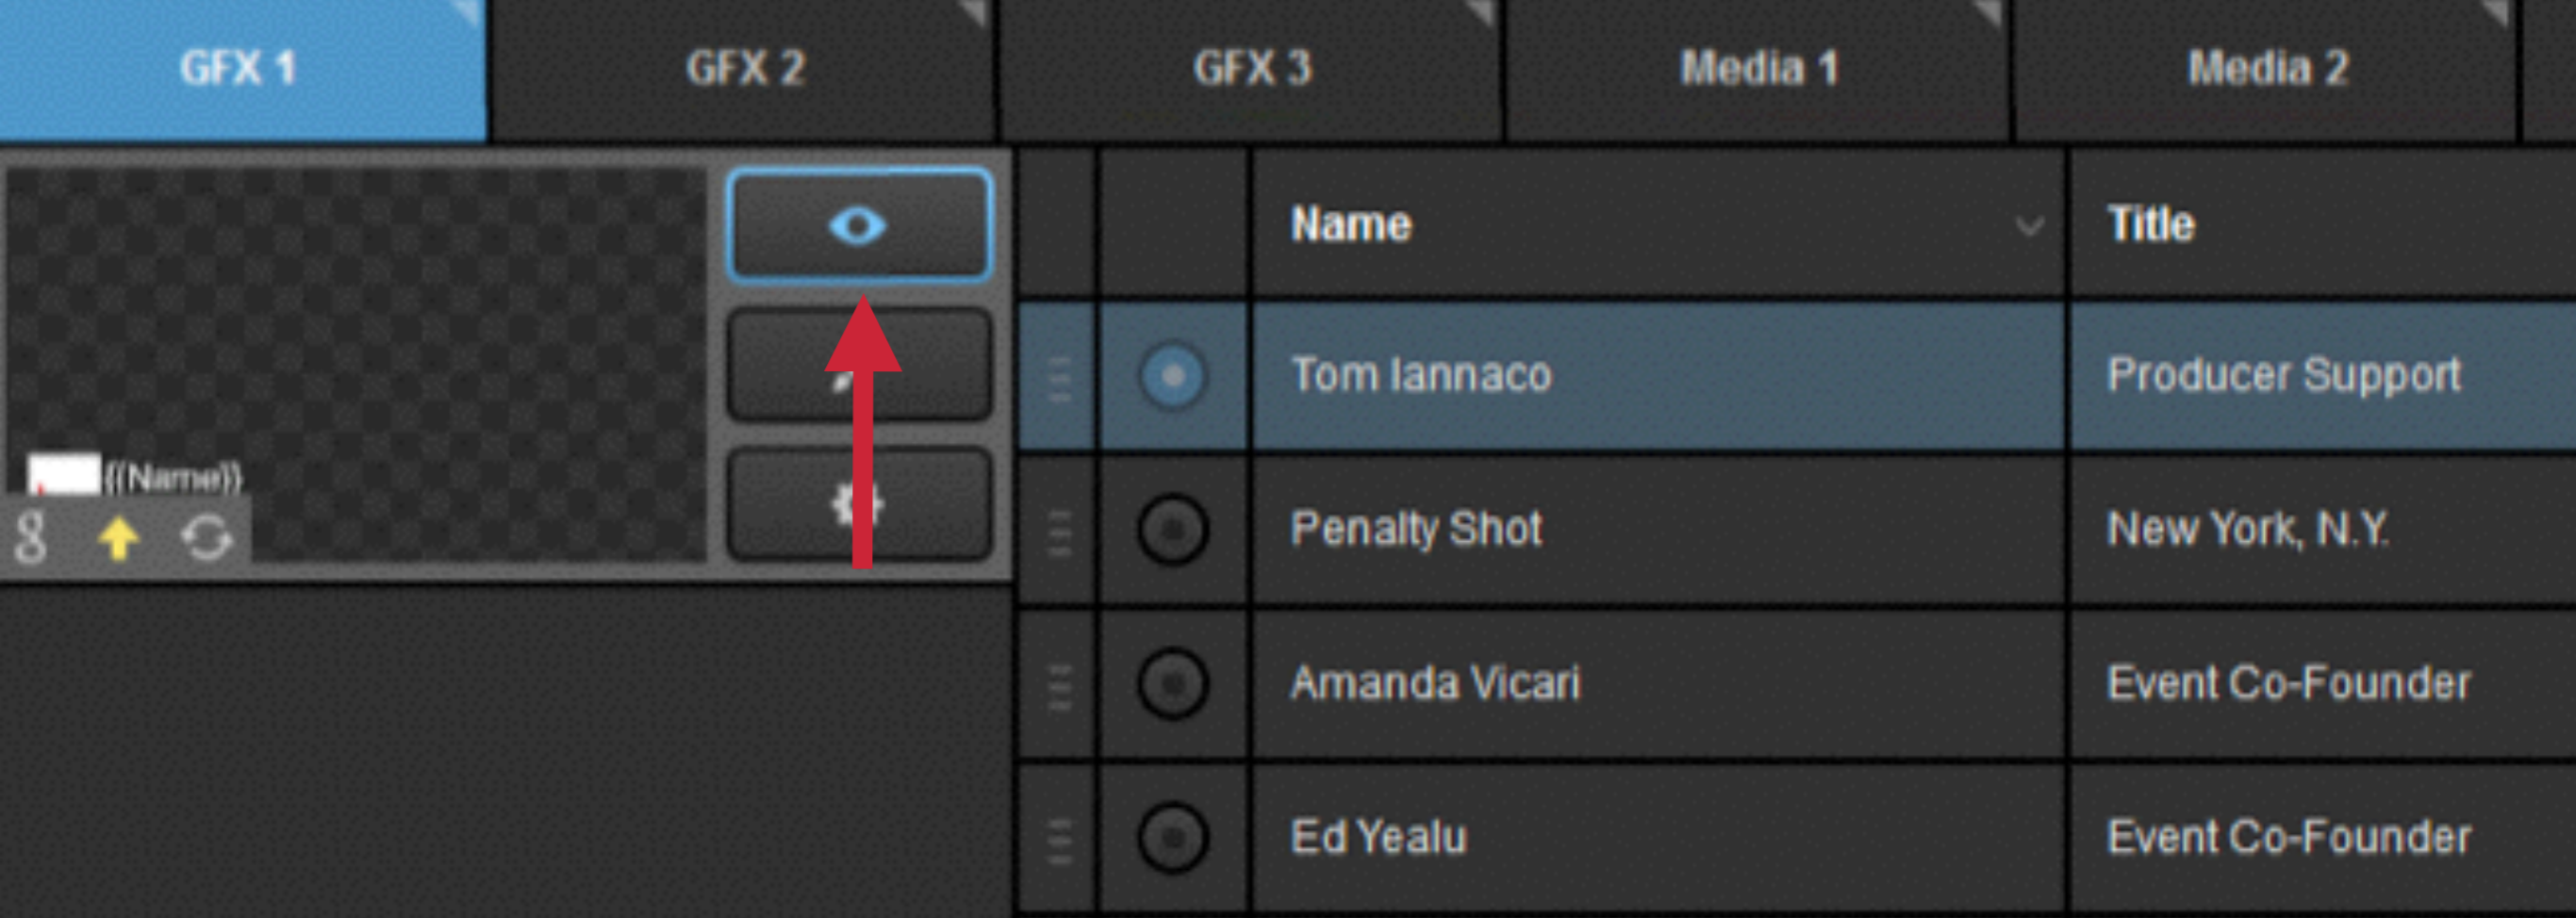 GFX 1 GFX 2 GFX 3 Media 1 Media 2
Name Title
Tom Iannaco Producer Support
{{Name}}
Penalty Shot New York, N.Y.
Amanda Vicari Event Co-Founder
Ed Yealu Event Co-Founder